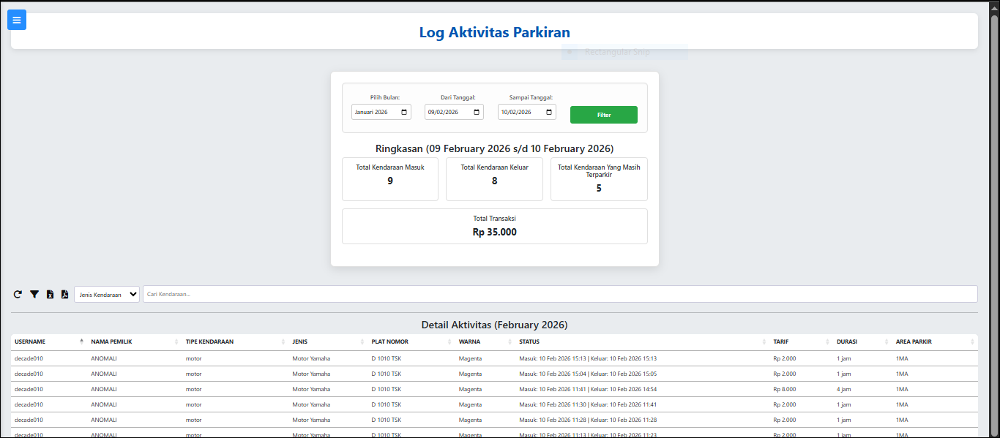 Log Aktivitas Parkiran
Rectangular Snip
Pilih Bulan: Dari Tanggal: Sampai Tanggal:
Januari 2026 09/02/2026 10/02/2026 Filter
Ringkasan (09 February 2026 s/d 10 February 2026)
Total Kendaraan Masuk Total Kendaraan Keluar Total Kendaraan Yang Masih Terparkir
9 8 5
Total Transaksi
Rp 35.000
Jenis Kendaraan Cari Kendaraan...
Detail Aktivitas (February 2026)
USERNAME NAMA PEMILIK TIPE KENDARAAN JENIS PLAT NOMOR WARNA STATUS TARIF DURASI AREA PARKIR
decade010 ANOMALI motor Motor Yamaha D 1010 TSK Magenta Masuk: 10 Feb 2026 15:13 | Keluar: 10 Feb 2026 15:13 Rp 2.000 1 jam 1MA
decade010 ANOMALI motor Motor Yamaha D 1010 TSK Magenta Masuk: 10 Feb 2026 15:04 | Keluar: 10 Feb 2026 15:05 Rp 2.000 1 jam 1MA
decade010 ANOMALI motor Motor Yamaha D 1010 TSK Magenta Masuk: 10 Feb 2026 11:41 | Keluar: 10 Feb 2026 14:54 Rp 8.000 4 jam 1MA
decade010 ANOMALI motor Motor Yamaha D 1010 TSK Magenta Masuk: 10 Feb 2026 11:30 | Keluar: 10 Feb 2026 11:41 Rp 2.000 1 jam 1MA
decade010 ANOMALI motor Motor Yamaha D 1010 TSK Magenta Masuk: 10 Feb 2026 11:28 | Keluar: 10 Feb 2026 11:28 Rp 2.000 1 jam 1MA
decade010 ANOMALI motor Motor Yamaha D 1010 TSK Magenta Masuk: 10 Feb 2026 11:13 | Keluar: 10 Feb 2026 11:23 Rp 2.000 1 jam 1MA